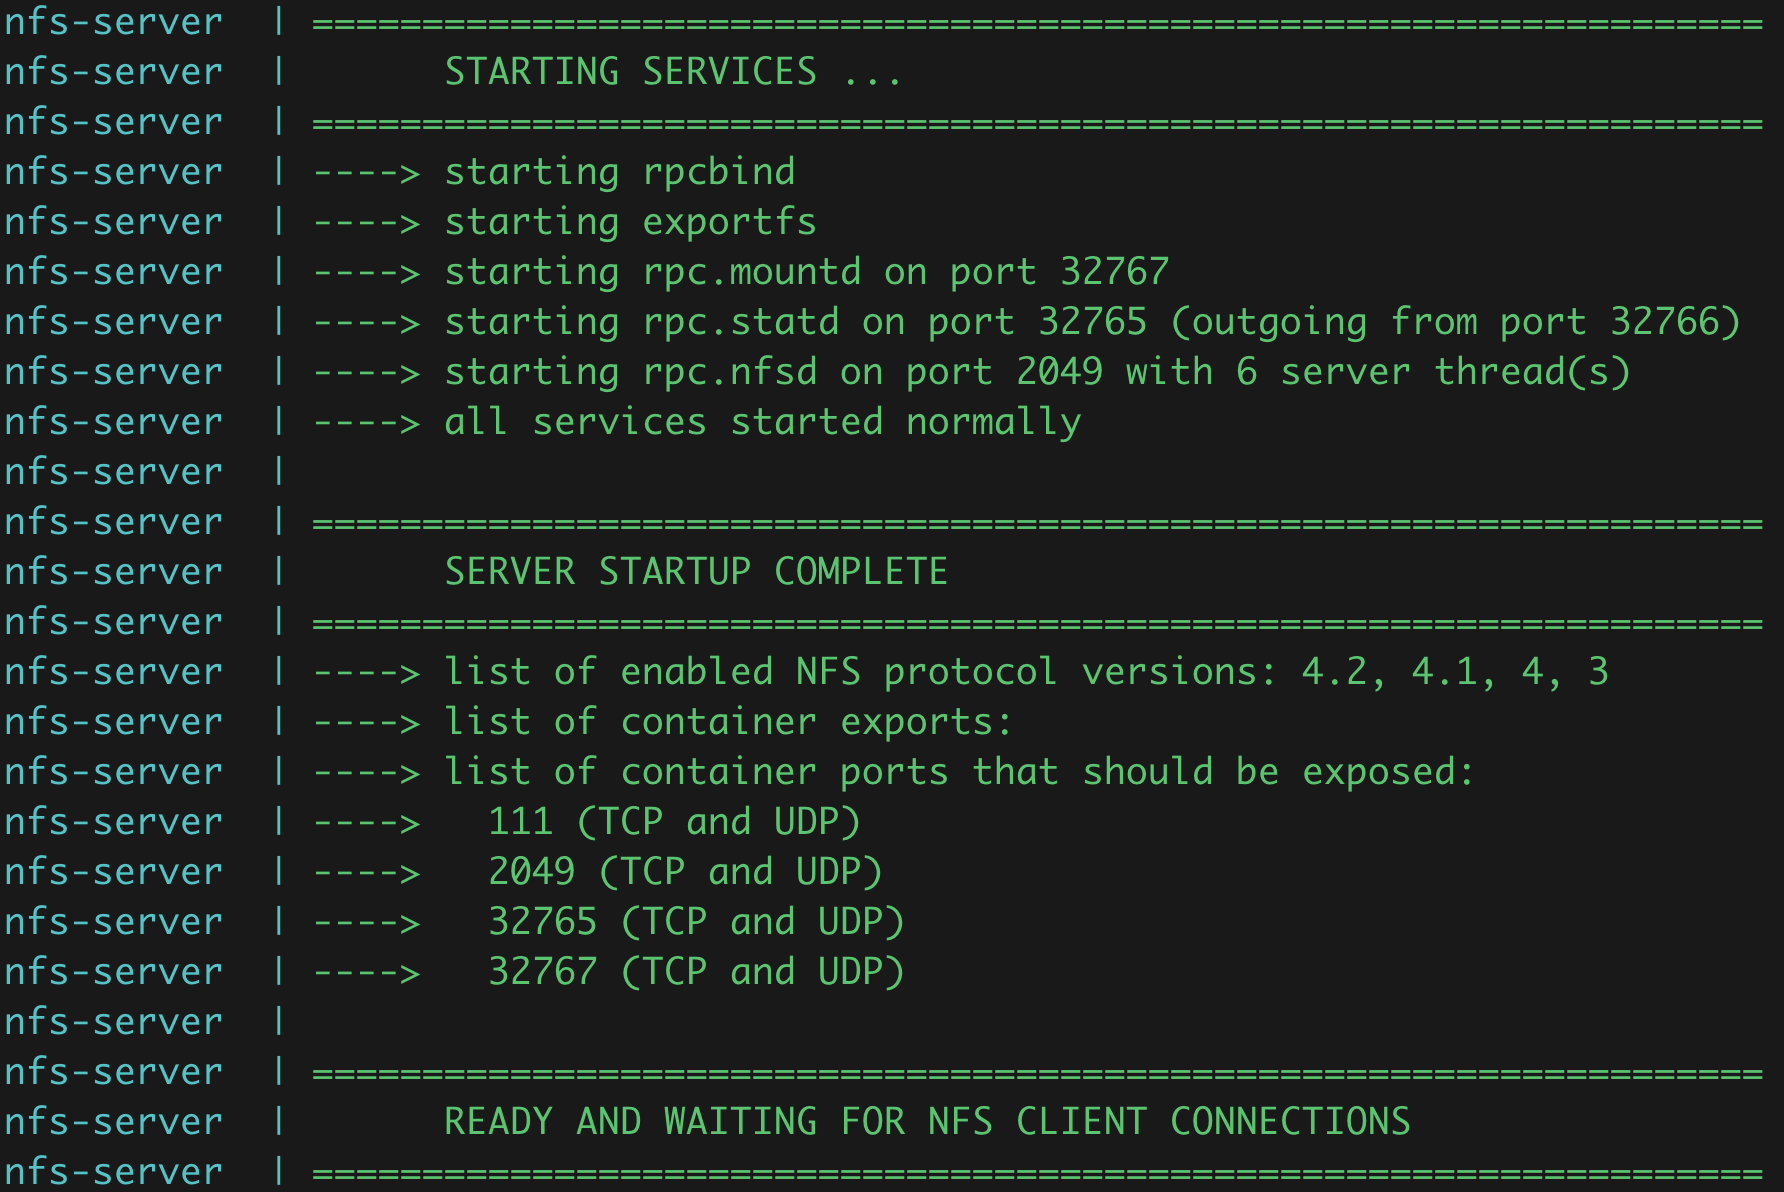 nfs-server  | ==================================================================
nfs-server  |       STARTING SERVICES ...
nfs-server  | ==================================================================
nfs-server  | ----> starting rpcbind
nfs-server  | ----> starting exportfs
nfs-server  | ----> starting rpc.mountd on port 32767
nfs-server  | ----> starting rpc.statd on port 32765 (outgoing from port 32766)
nfs-server  | ----> starting rpc.nfsd on port 2049 with 6 server thread(s)
nfs-server  | ----> all services started normally
nfs-server  |
nfs-server  | ==================================================================
nfs-server  |       SERVER STARTUP COMPLETE
nfs-server  | ==================================================================
nfs-server  | ----> list of enabled NFS protocol versions: 4.2, 4.1, 4, 3
nfs-server  | ----> list of container exports:
nfs-server  | ----> list of container ports that should be exposed:
nfs-server  | ---->   111 (TCP and UDP)
nfs-server  | ---->   2049 (TCP and UDP)
nfs-server  | ---->   32765 (TCP and UDP)
nfs-server  | ---->   32767 (TCP and UDP)
nfs-server  |
nfs-server  | ==================================================================
nfs-server  |       READY AND WAITING FOR NFS CLIENT CONNECTIONS
nfs-server  | ==================================================================